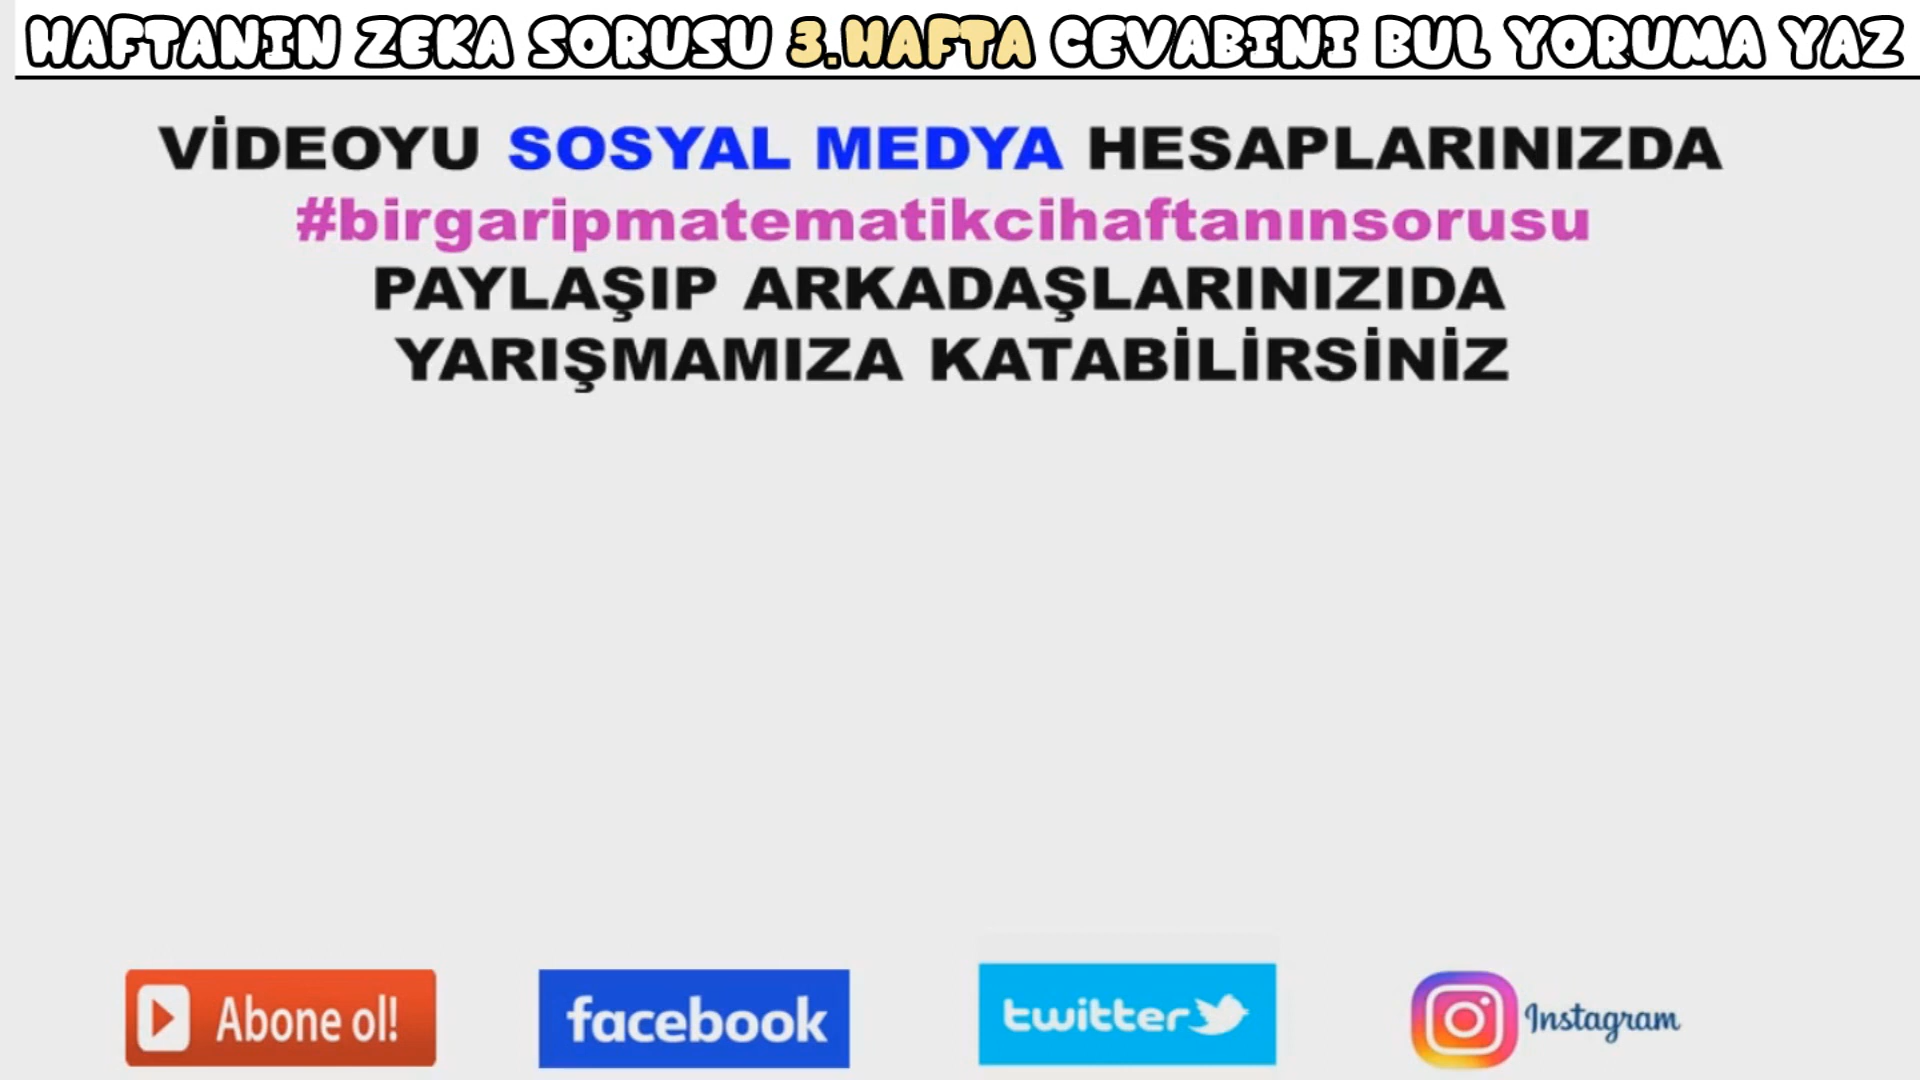 HAFTANIN ZEKA SORUSU 3.HAFTA CEVABINI BUL YORUMA YAZ
VİDEOYU SOSYAL MEDYA HESAPLARINIZDA
#birgaripmatematikcihaftanınsorusu
PAYLAŞIP ARKADAŞLARINIZIDA
YARIŞMAMIZA KATABİLİRSİNİZ
Abone ol!
facebook
twitter
Instagram